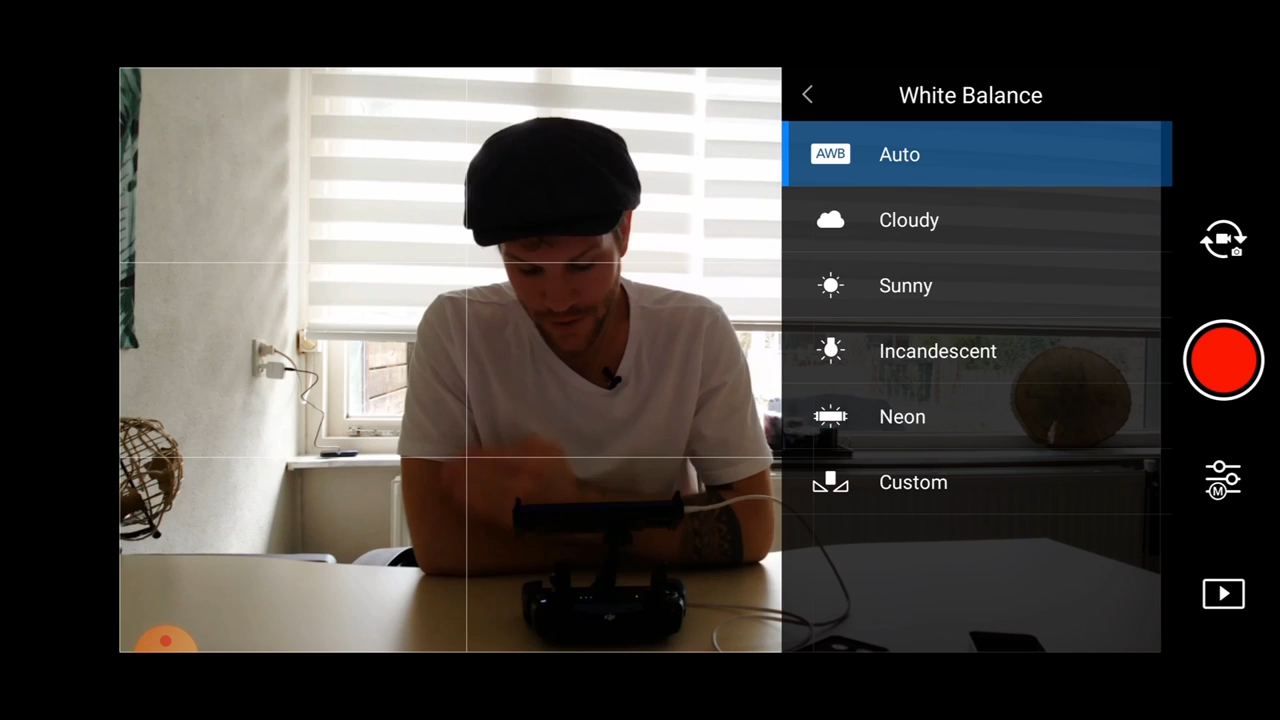 White Balance
AWB Auto
Cloudy
Sunny
Incandescent
Neon
Custom
M